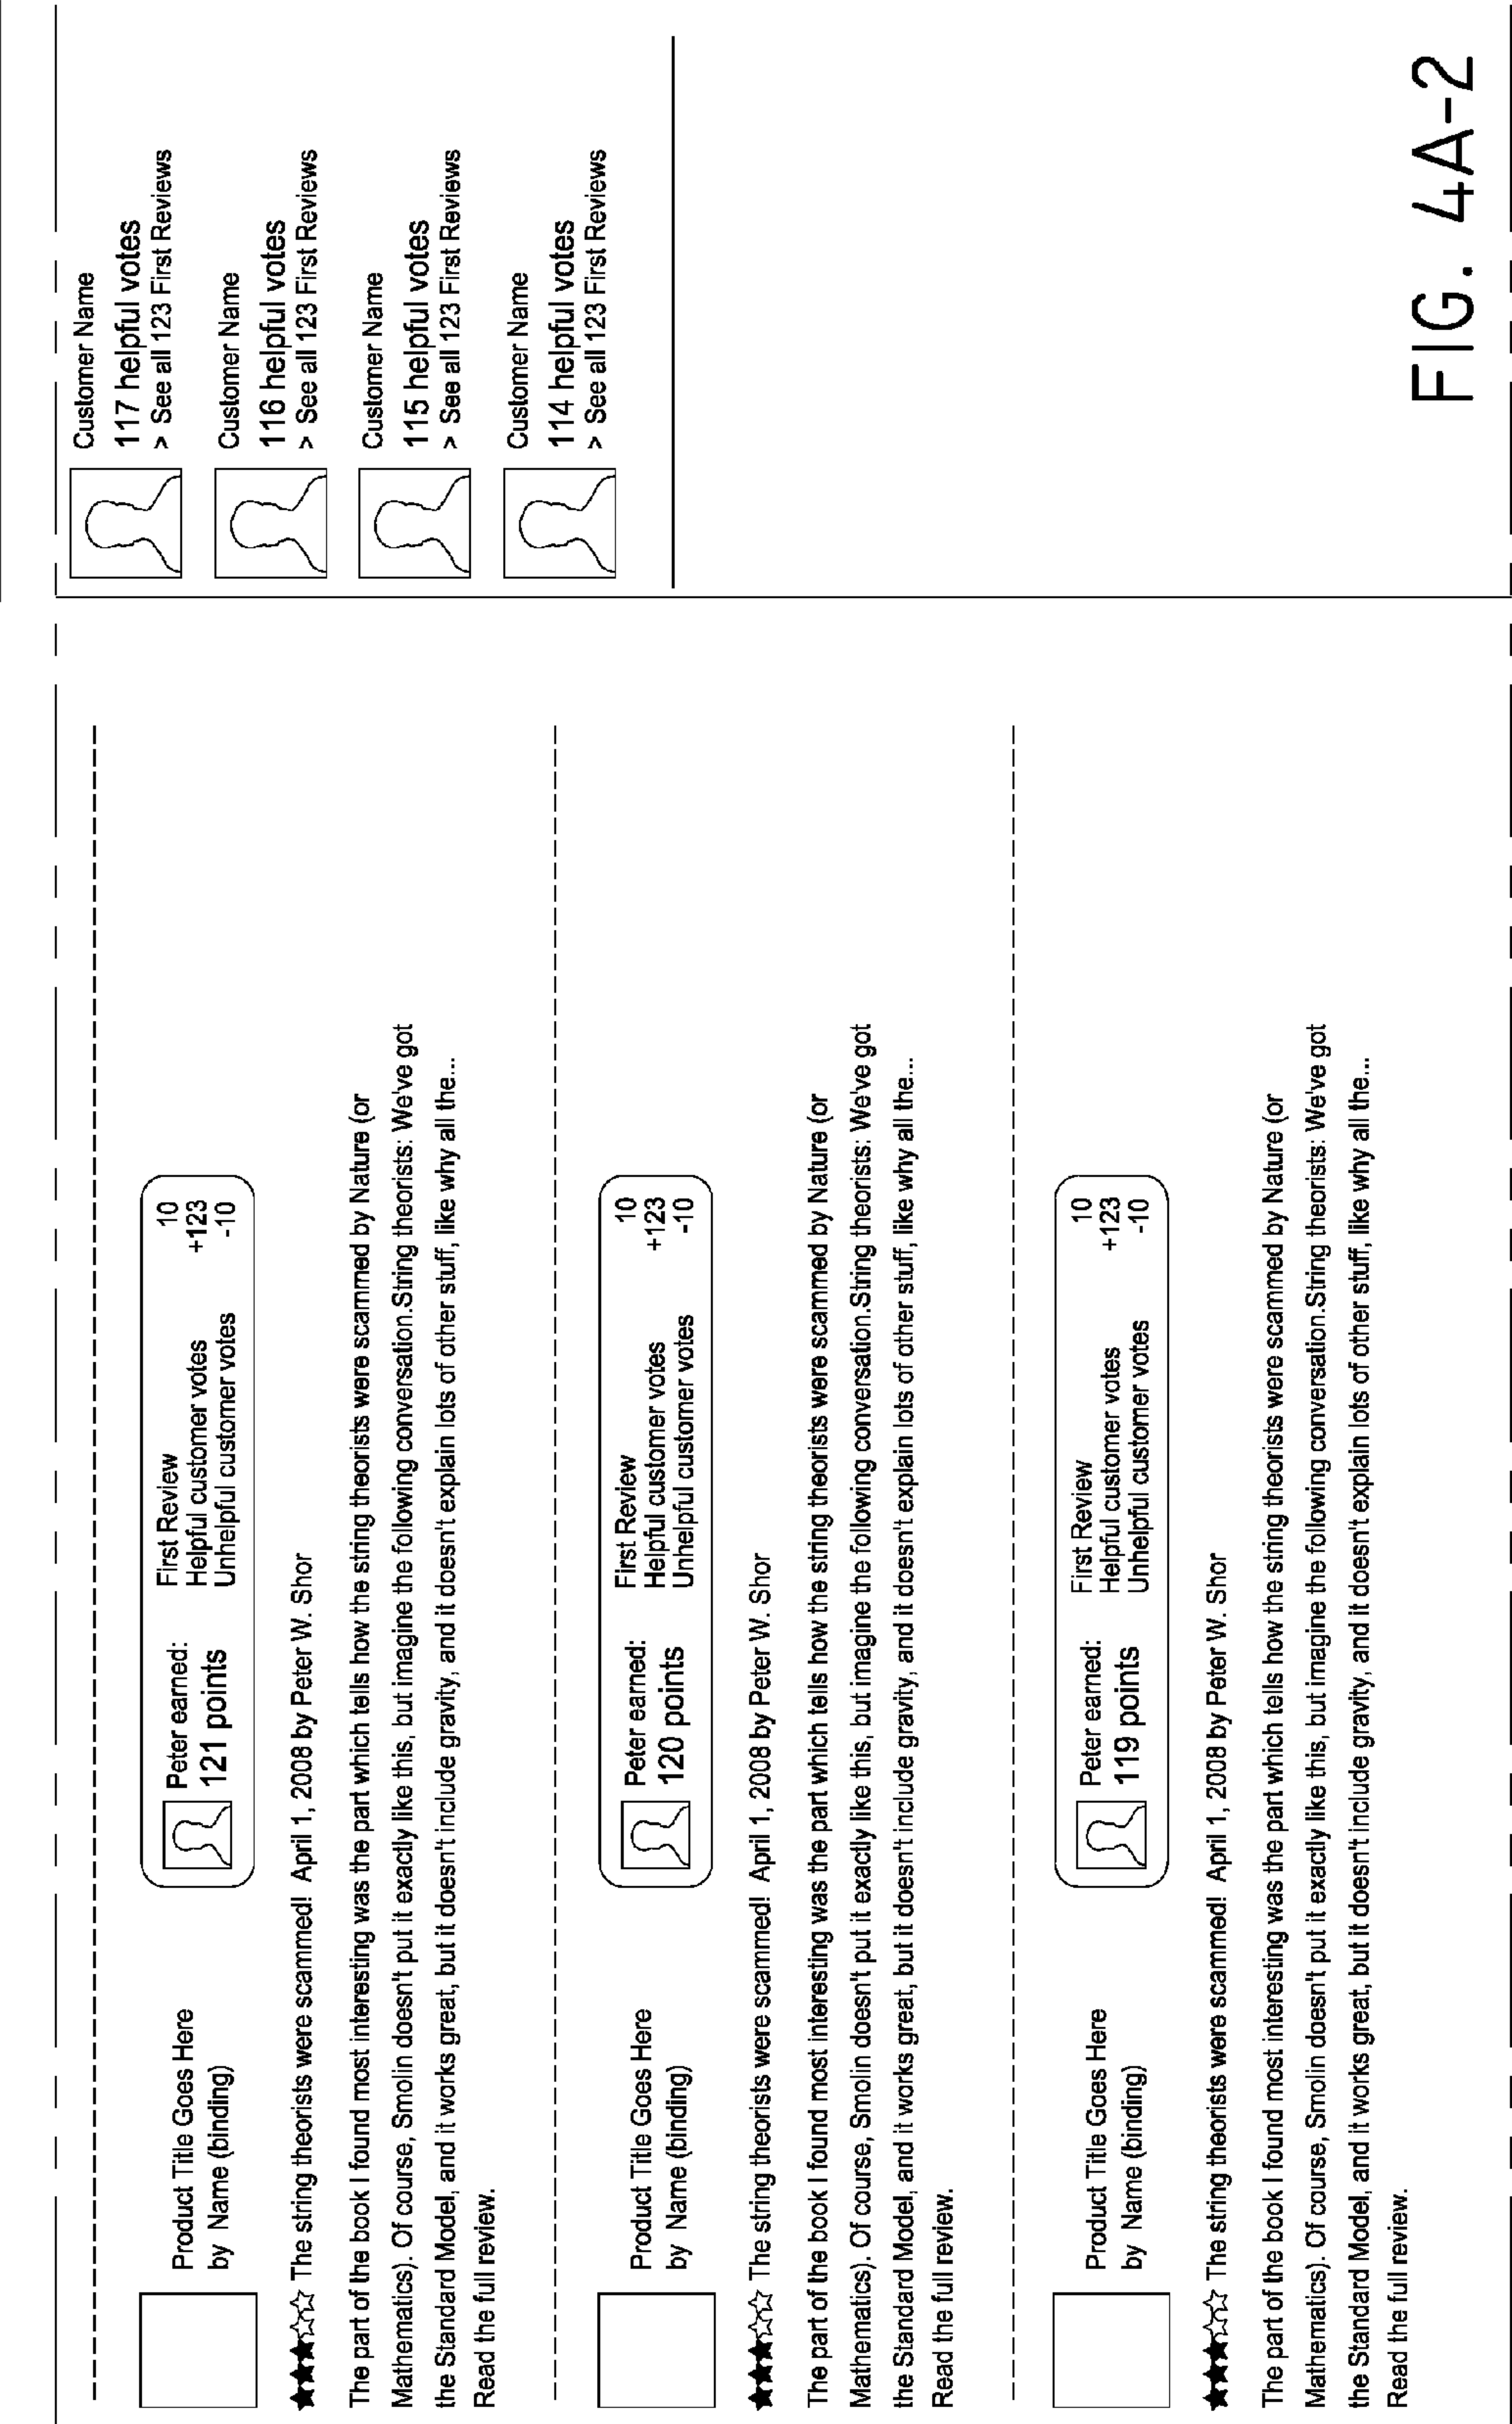 Product Title Goes Here
by Name (binding)
Peter earned:
121 points
First Review 10
Helpful customer votes +123
Unhelpful customer votes -10
★★★☆☆ The string theorists were scammed! April 1, 2008 by Peter W. Shor
The part of the book I found most interesting was the part which tells how the string theorists were scammed by Nature (or
Mathematics). Of course, Smolin doesn't put it exactly like this, but imagine the following conversation.String theorists: We've got
the Standard Model, and it works great, but it doesn't include gravity, and it doesn't explain lots of other stuff, like why all the...
Read the full review.
Product Title Goes Here
by Name (binding)
Peter earned:
120 points
First Review 10
Helpful customer votes +123
Unhelpful customer votes -10
★★★☆☆ The string theorists were scammed! April 1, 2008 by Peter W. Shor
The part of the book I found most interesting was the part which tells how the string theorists were scammed by Nature (or
Mathematics). Of course, Smolin doesn't put it exactly like this, but imagine the following conversation.String theorists: We've got
the Standard Model, and it works great, but it doesn't include gravity, and it doesn't explain lots of other stuff, like why all the...
Read the full review.
Product Title Goes Here
by Name (binding)
Peter earned:
119 points
First Review 10
Helpful customer votes +123
Unhelpful customer votes -10
★★★☆☆ The string theorists were scammed! April 1, 2008 by Peter W. Shor
The part of the book I found most interesting was the part which tells how the string theorists were scammed by Nature (or
Mathematics). Of course, Smolin doesn't put it exactly like this, but imagine the following conversation.String theorists: We've got
the Standard Model, and it works great, but it doesn't include gravity, and it doesn't explain lots of other stuff, like why all the...
Read the full review.
Customer Name
117 helpful votes
> See all 123 First Reviews
Customer Name
116 helpful votes
> See all 123 First Reviews
Customer Name
115 helpful votes
> See all 123 First Reviews
Customer Name
114 helpful votes
> See all 123 First Reviews
FIG. 4A-2